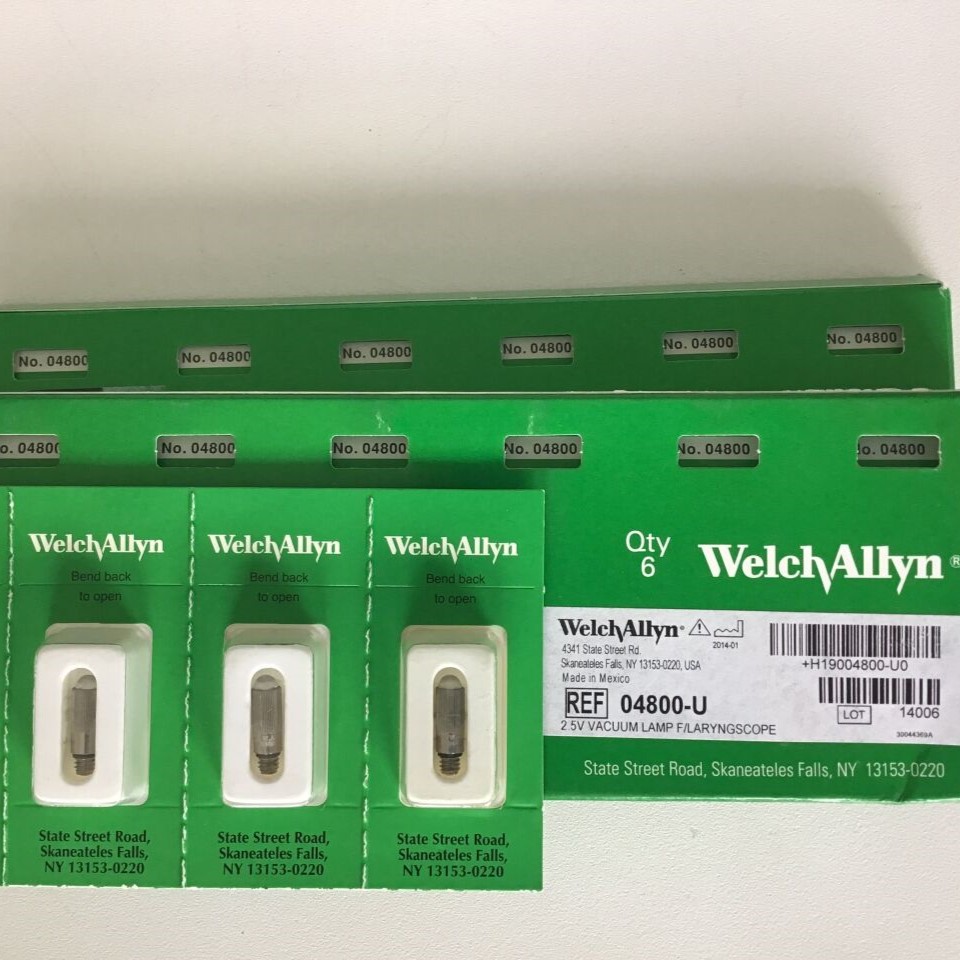 No. 04800
No. 04800
No. 04800
No. 04800
No. 04800
No. 04800
o. 04800
No. 04800
No. 04800
No. 04800
No. 04800
o. 04800
WelchAllyn
Bend back
to open
State Street Road,
Skaneateles Falls,
NY 13153-0220
WelchAllyn
Bend back
to open
State Street Road,
Skaneateles Falls,
NY 13153-0220
WelchAllyn
Bend back
to open
State Street Road,
Skaneateles Falls,
NY 13153-0220
Qty
6
WelchAllyn®
WelchAllyn®
2014-01
4341 State Street Rd.
Skaneateles Falls, NY 13153-0220, USA
Made in Mexico
REF 04800-U
2.5V VACUUM LAMP F/LARYNGSCOPE
+H19004800-U0
LOT 14006
30044369A
State Street Road, Skaneateles Falls, NY 13153-0220